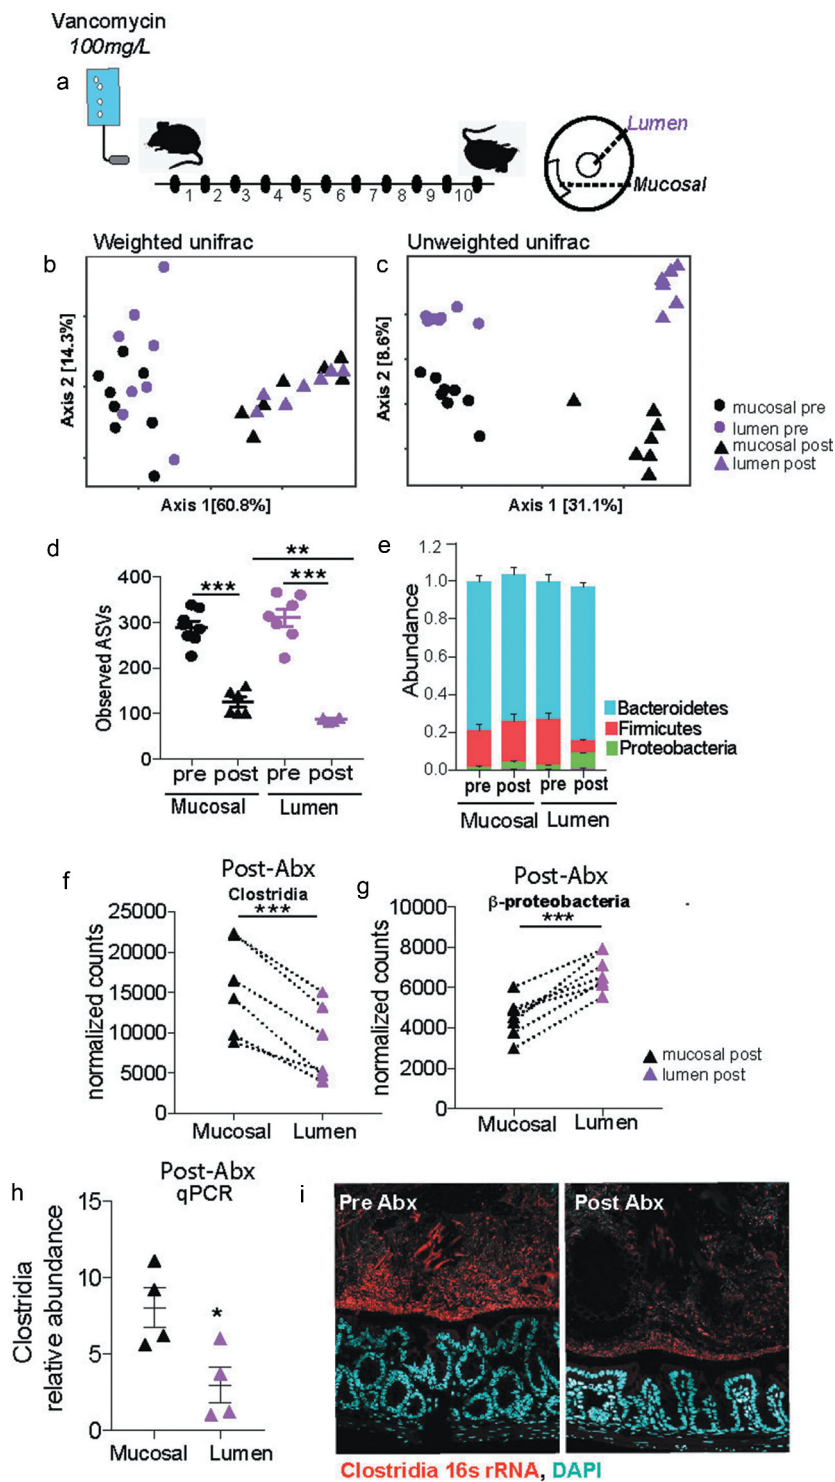 Vancomycin
100mg/L
a
Lumen
Mucosal
1 2 3 4 5 6 7 8 9 10
b
Weighted unifrac
Axis 2 [14.3%]
Axis 1[60.8%]
c
Unweighted unifrac
Axis 2 [8.6%]
Axis 1 [31.1%]
mucosal pre
lumen pre
mucosal post
lumen post
d
** 
*** ***
Observed ASVs
400
300
200
100
0
pre post pre post
Mucosal Lumen
e
Abundance
1.2
1.0
0.8
0.6
0.4
0.2
0.0
pre post pre post
Mucosal Lumen
Bacteroidetes
Firmicutes
Proteobacteria
f
Post-Abx
Clostridia
***
normalized counts
25000
20000
15000
10000
5000
0
Mucosal Lumen
g
Post-Abx
β-proteobacteria
***
normalized counts
10000
8000
6000
4000
2000
0
Mucosal Lumen
mucosal post
lumen post
h
Post-Abx
qPCR
Clostridia
relative abundance
15
10
5
0
*
Mucosal Lumen
i
Pre Abx
Post Abx
Clostridia 16s rRNA, DAPI